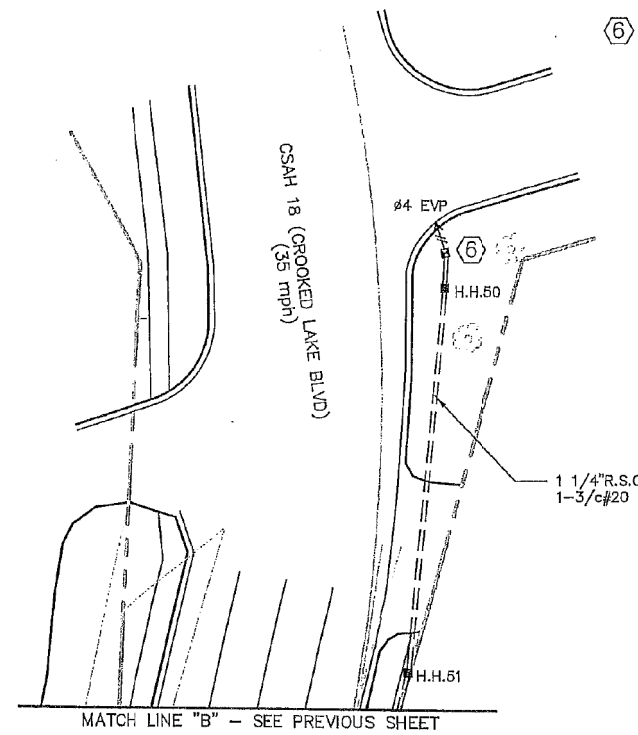 6
CSAH 18 (CROOKED LAKE BLVD)
(35 mph)
ø4 EVP
6
H.H.50
1 1/4"R.S.C
1-3/c#20
H.H.51
MATCH LINE "B" - SEE PREVIOUS SHEET